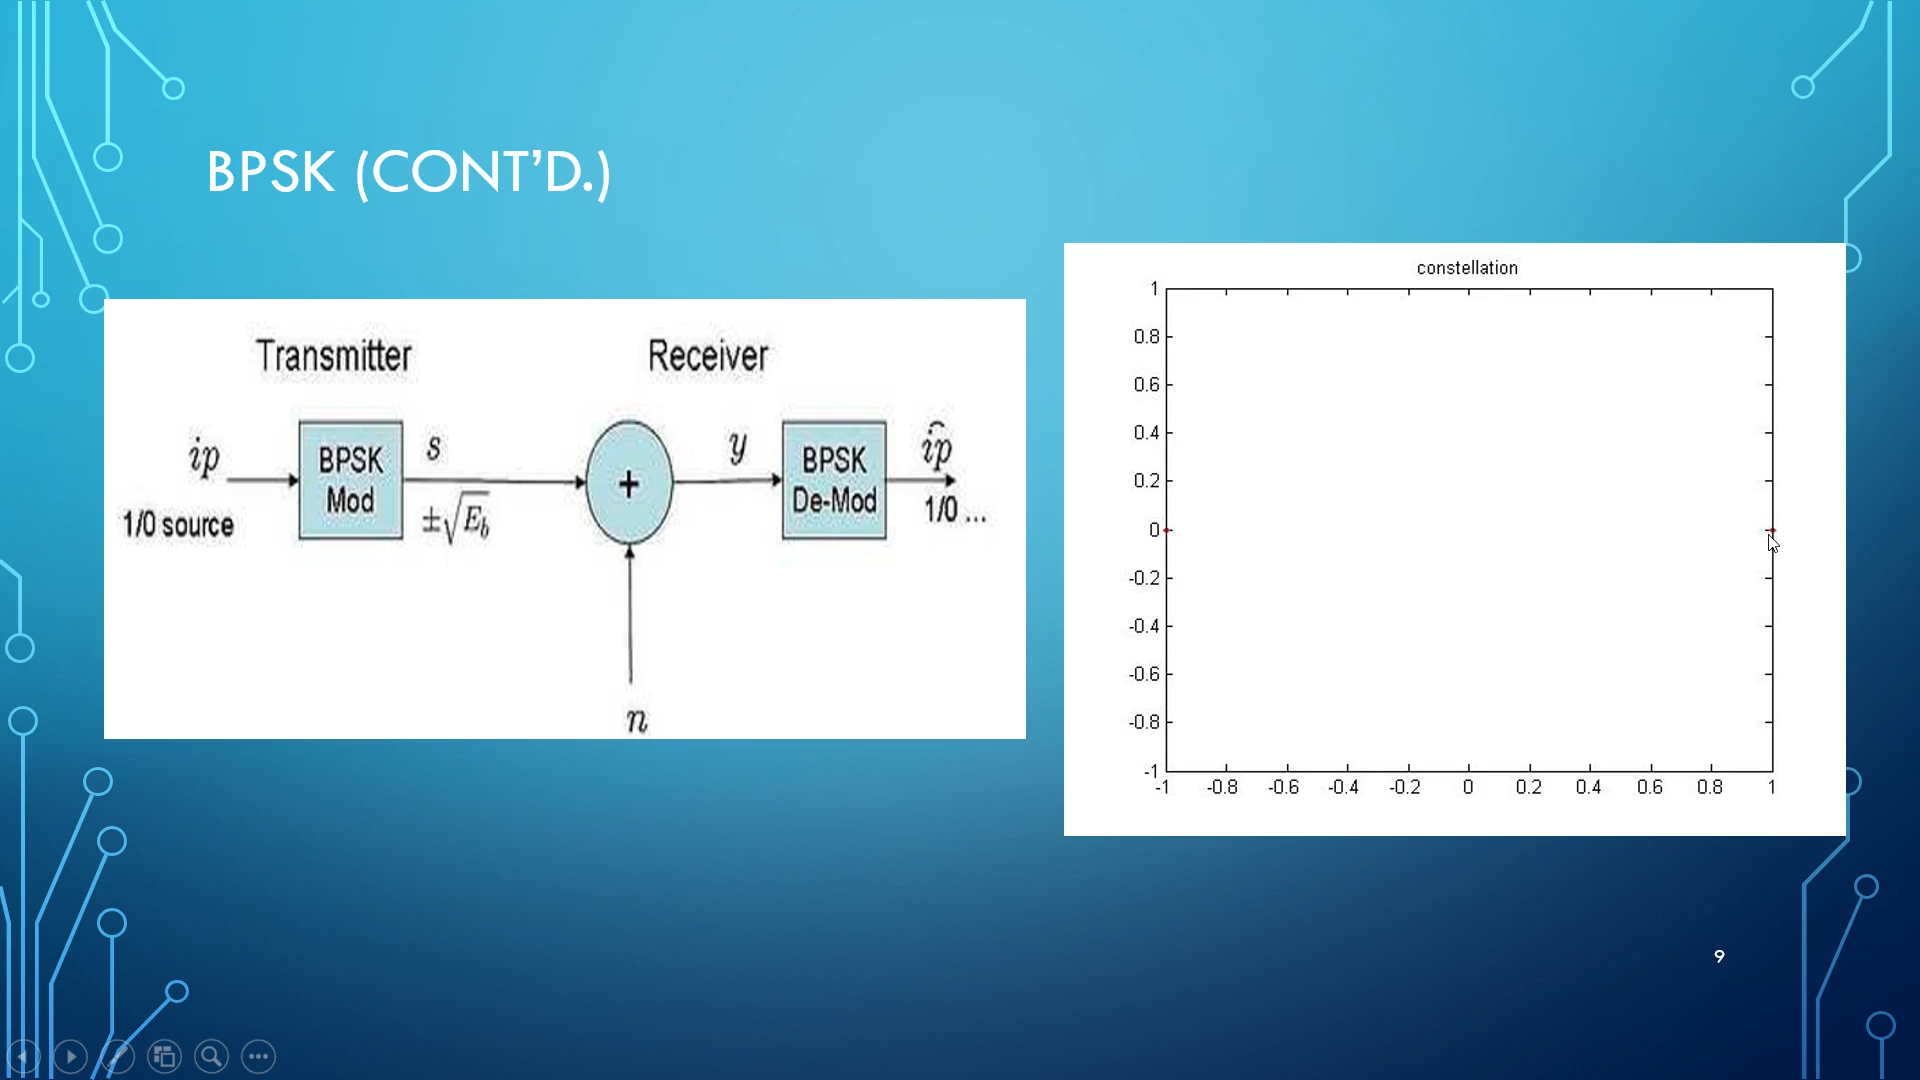 BPSK (CONT'D.)
Transmitter
Receiver
ip
1/0 source
BPSK
Mod
s
±√E_b
+
n
y
BPSK
De-Mod
îp
1/0 ...
constellation
1
0.8
0.6
0.4
0.2
0
-0.2
-0.4
-0.6
-0.8
-1
-1 -0.8 -0.6 -0.4 -0.2 0 0.2 0.4 0.6 0.8 1
9